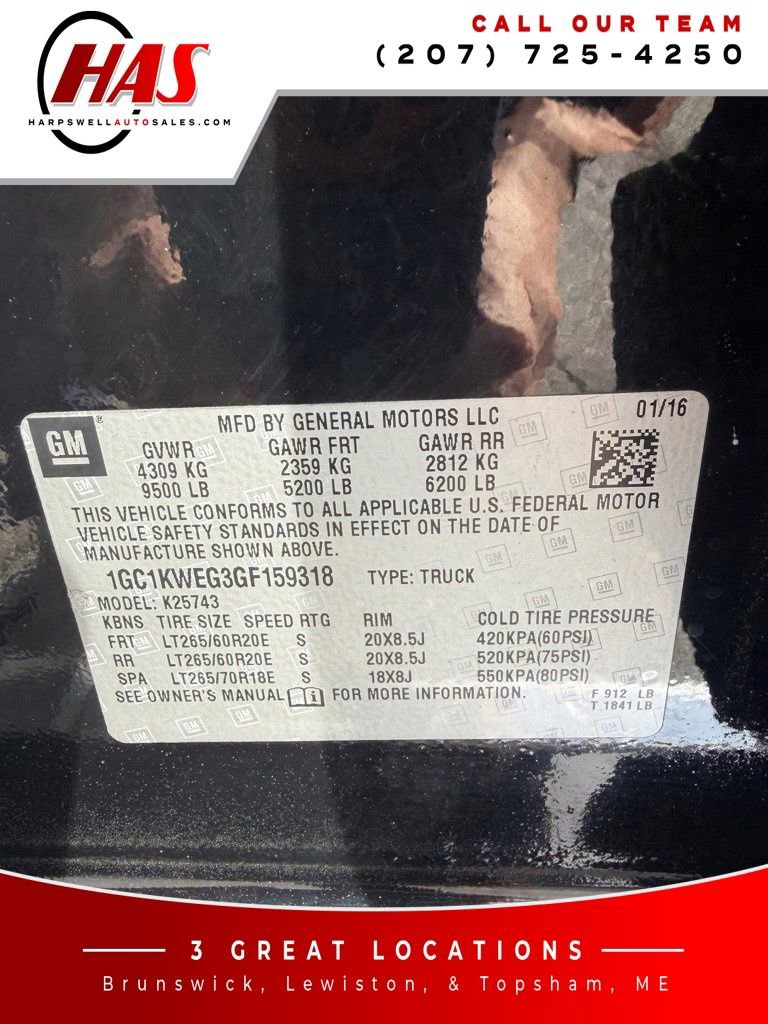 CALL OUR TEAM
(207) 725-4250
HAS
HARPSWELLAUTOSALES.COM
MFD BY GENERAL MOTORS LLC 01/16
GM
GVWR GAWR FRT GAWR RR
4309 KG 2359 KG 2812 KG
9500 LB 5200 LB 6200 LB
THIS VEHICLE CONFORMS TO ALL APPLICABLE U.S. FEDERAL MOTOR
VEHICLE SAFETY STANDARDS IN EFFECT ON THE DATE OF
MANUFACTURE SHOWN ABOVE.
1GC1KWEG3GF159318 TYPE: TRUCK
MODEL: K25743
KBNS TIRE SIZE SPEED RTG RIM COLD TIRE PRESSURE
FRT LT265/60R20E S 20X8.5J 420KPA(60PSI)
RR LT265/60R20E S 20X8.5J 520KPA(75PSI)
SPA LT265/70R18E S 18X8J 550KPA(80PSI)
SEE OWNER'S MANUAL i FOR MORE INFORMATION.
F 912 LB
T 1841 LB
3 GREAT LOCATIONS
Brunswick, Lewiston, & Topsham, ME